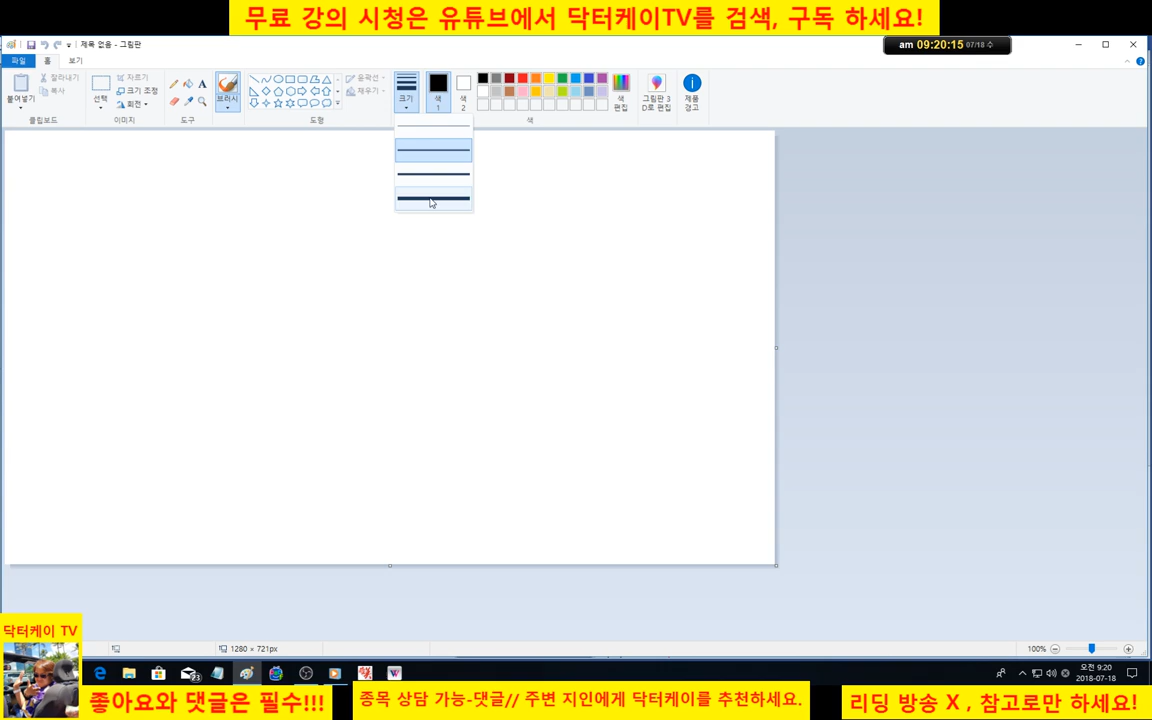 무료 강의 시청은 유튜브에서 닥터케이TV를 검색, 구독 하세요!
제목 없음 - 그림판
am 09:20:15 07/18 수
파일 홈 보기
붙여넣기
잘라내기
복사
클립보드
선택
자르기
크기 조정
회전
이미지
A
도구
브러시
윤곽선
채우기
도형
크기
색
1
색
2
색
편집
색
그림판 3
D로 편집
제품
경고
1280 × 721px
100%
닥터케이 TV
23
오전 9:20
2018-07-18
좋아요와 댓글은 필수!!!
종목 상담 가능-댓글// 주변 지인에게 닥터케이를 추천하세요.
리딩 방송 X , 참고로만 하세요!